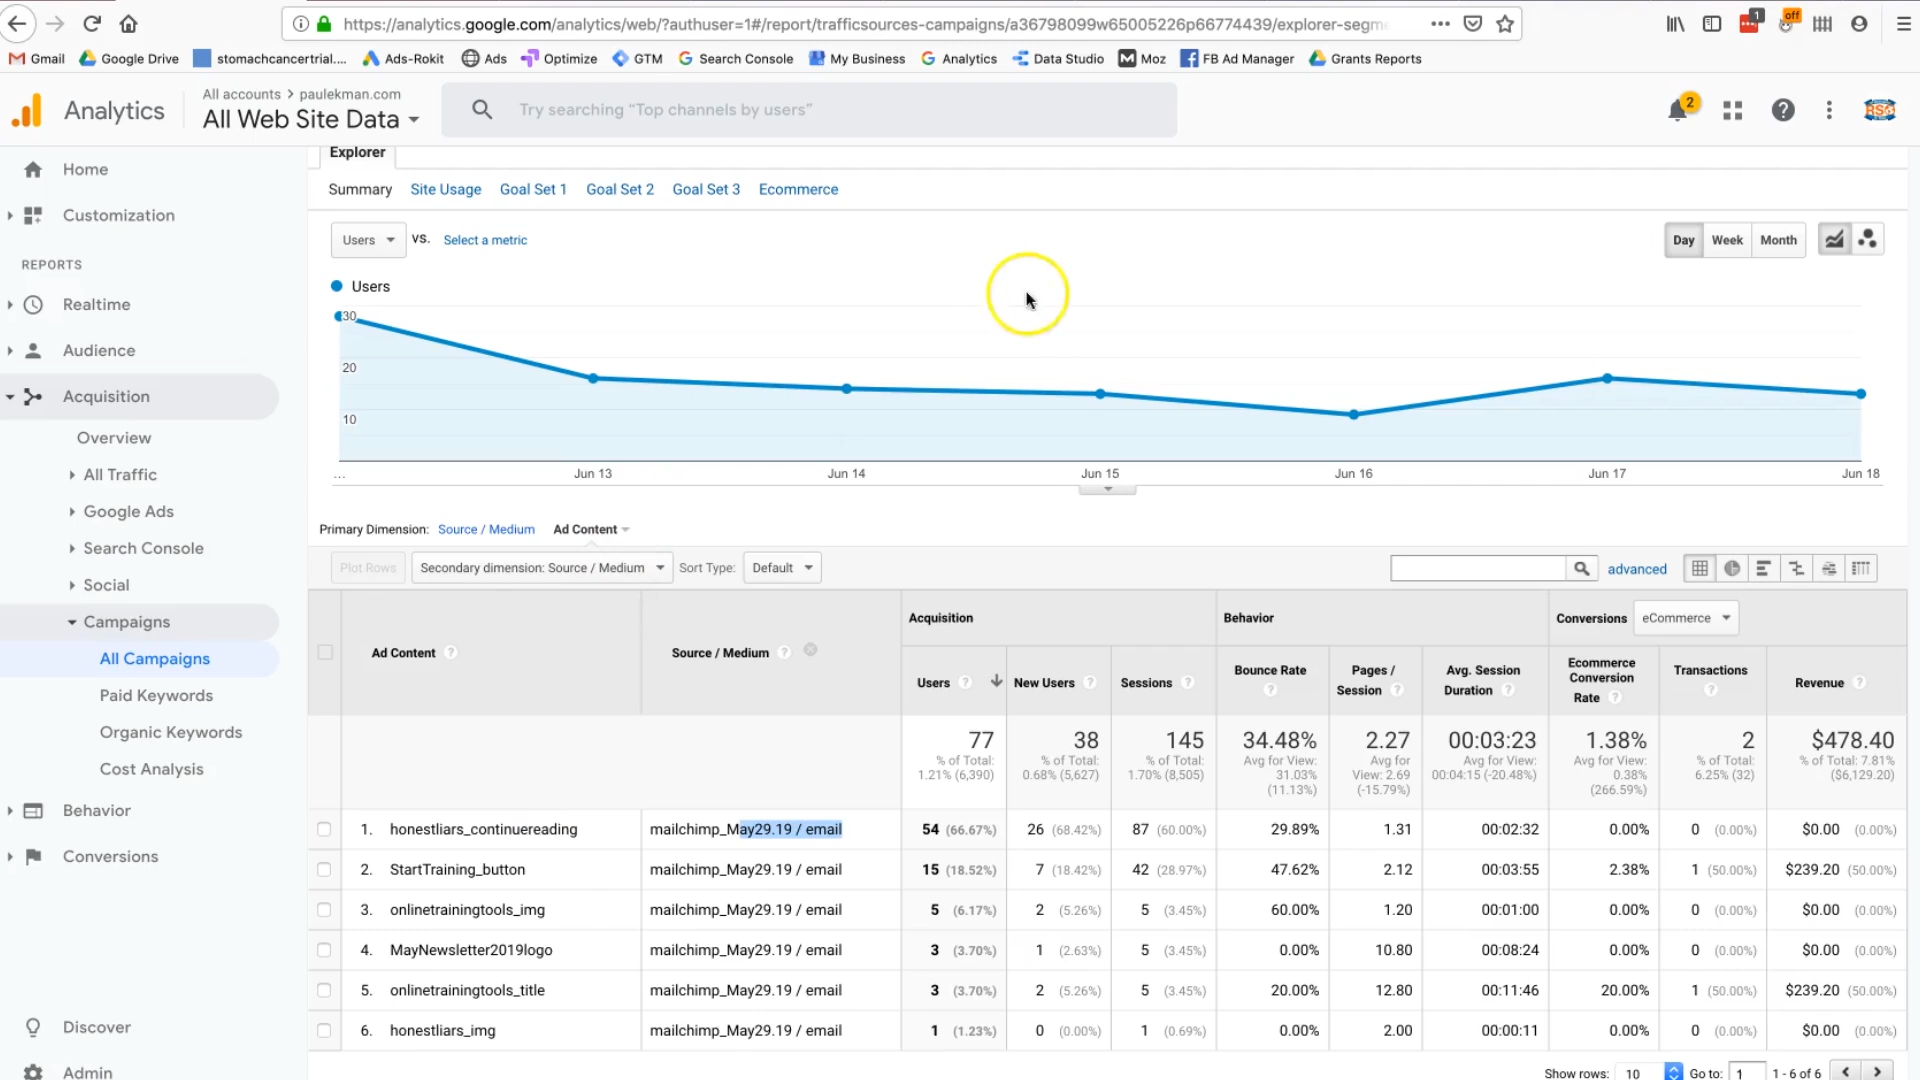 https://analytics.google.com/analytics/web/?authuser=1#/report/trafficsources-campaigns/a36798099w65005226p66774439/explorer-segme
1
off
Gmail Google Drive stomachcancertrial.... Ads-Rokit Ads Optimize GTM Search Console My Business Analytics Data Studio Moz FB Ad Manager Grants Reports
Analytics
All accounts > paulekman.com
All Web Site Data
Try searching “Top channels by users”
2
RSO
Home
Customization
REPORTS
Realtime
Audience
Acquisition
Overview
All Traffic
Google Ads
Search Console
Social
Campaigns
All Campaigns
Paid Keywords
Organic Keywords
Cost Analysis
Behavior
Conversions
Discover
Admin
Explorer
Summary Site Usage Goal Set 1 Goal Set 2 Goal Set 3 Ecommerce
Users VS. Select a metric
Day Week Month
Users
30
20
10
... Jun 13 Jun 14 Jun 15 Jun 16 Jun 17 Jun 18
Primary Dimension: Source / Medium Ad Content
Plot Rows Secondary dimension: Source / Medium Sort Type: Default advanced
Acquisition Behavior Conversions eCommerce
Ad Content ? Source / Medium ? Users ? New Users ? Sessions ? Bounce Rate ? Pages / Session ? Avg. Session Duration ? Ecommerce Conversion Rate ? Transactions ? Revenue ?
77 38 145 34.48% 2.27 00:03:23 1.38% 2 $478.40
% of Total: 1.21% (6,390) % of Total: 0.68% (5,627) % of Total: 1.70% (8,505) Avg for View: 31.03% (11.13%) Avg for View: 2.69 (-15.79%) Avg for View: 00:04:15 (-20.48%) Avg for View: 0.38% (266.59%) % of Total: 6.25% (32) % of Total: 7.81% ($6,129.20)
1. honestliars_continuereading mailchimp_May29.19 / email 54 (66.67%) 26 (68.42%) 87 (60.00%) 29.89% 1.31 00:02:32 0.00% 0 (0.00%) $0.00 (0.00%)
2. StartTraining_button mailchimp_May29.19 / email 15 (18.52%) 7 (18.42%) 42 (28.97%) 47.62% 2.12 00:03:55 2.38% 1 (50.00%) $239.20 (50.00%)
3. onlinetrainingtools_img mailchimp_May29.19 / email 5 (6.17%) 2 (5.26%) 5 (3.45%) 60.00% 1.20 00:01:00 0.00% 0 (0.00%) $0.00 (0.00%)
4. MayNewsletter2019logo mailchimp_May29.19 / email 3 (3.70%) 1 (2.63%) 5 (3.45%) 0.00% 10.80 00:08:24 0.00% 0 (0.00%) $0.00 (0.00%)
5. onlinetrainingtools_title mailchimp_May29.19 / email 3 (3.70%) 2 (5.26%) 5 (3.45%) 20.00% 12.80 00:11:46 20.00% 1 (50.00%) $239.20 (50.00%)
6. honestliars_img mailchimp_May29.19 / email 1 (1.23%) 0 (0.00%) 1 (0.69%) 0.00% 2.00 00:00:11 0.00% 0 (0.00%) $0.00 (0.00%)
Show rows: 10 Go to: 1 1 - 6 of 6